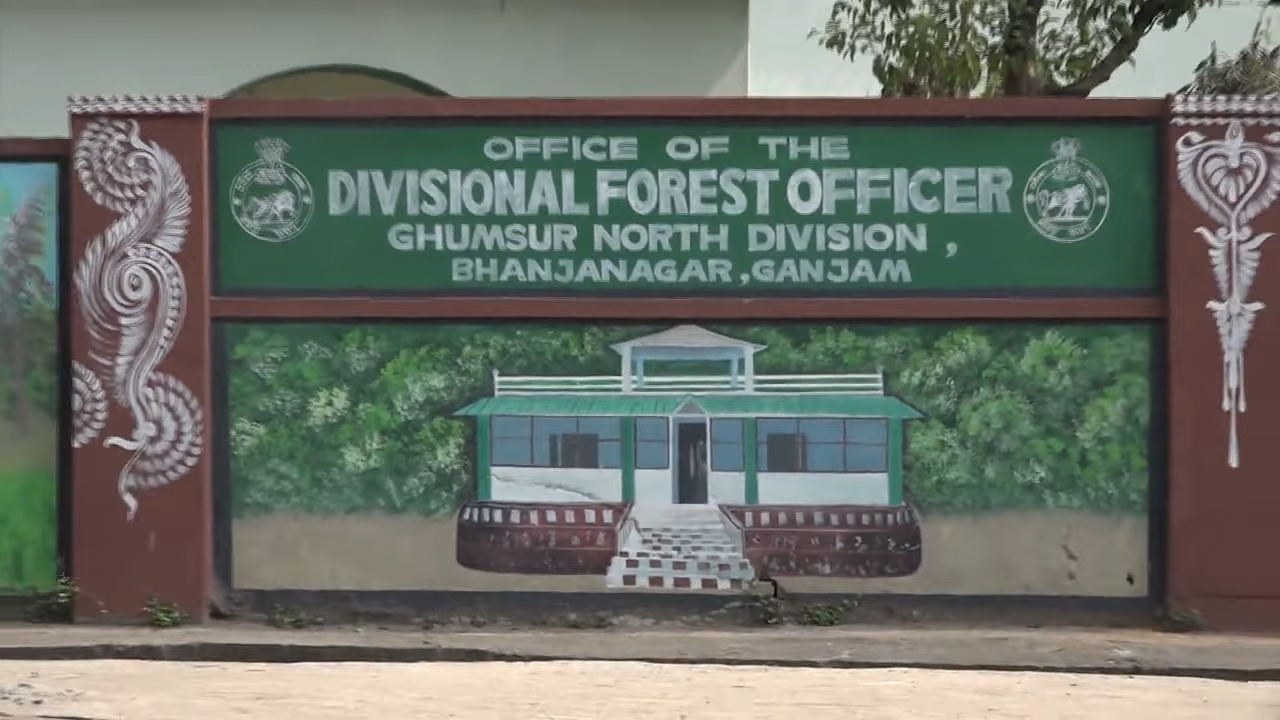 OFFICE OF THE
DIVISIONAL FOREST OFFICER
GHUMSUR NORTH DIVISION ,
BHANJANAGAR, GANJAM